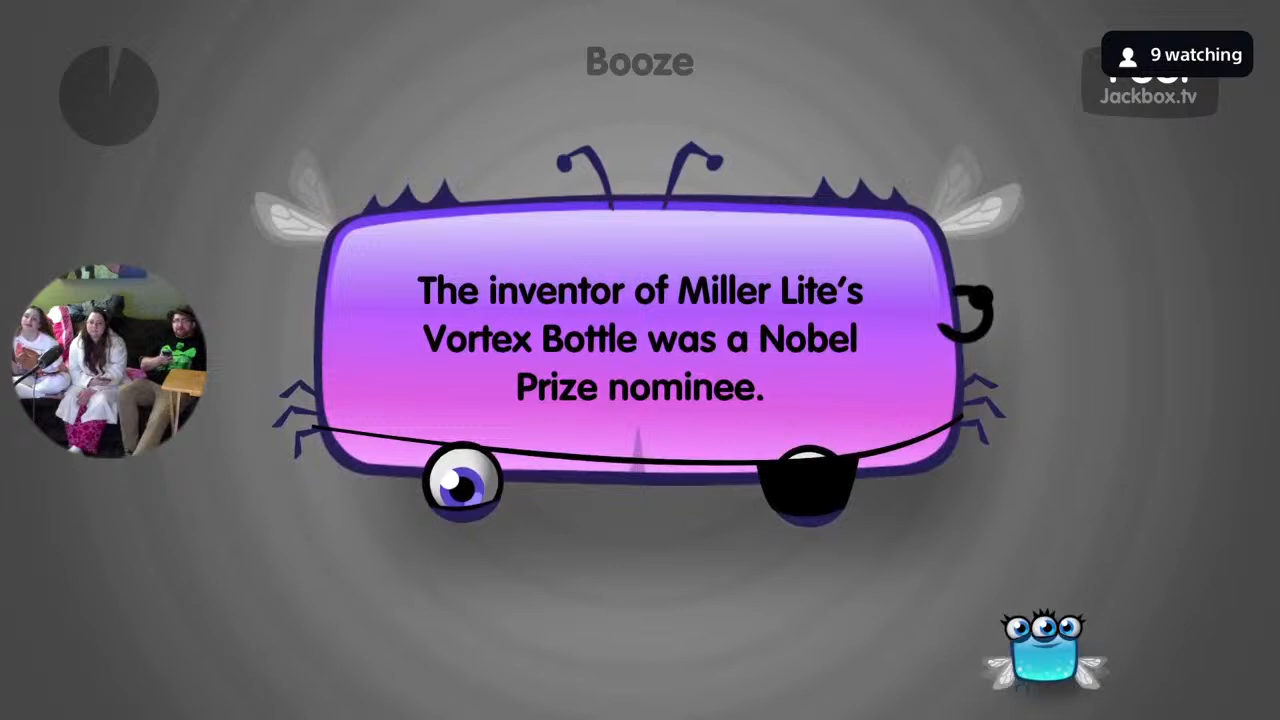 Booze
9 watching
Jackbox.tv
The inventor of Miller Lite's
Vortex Bottle was a Nobel
Prize nominee.